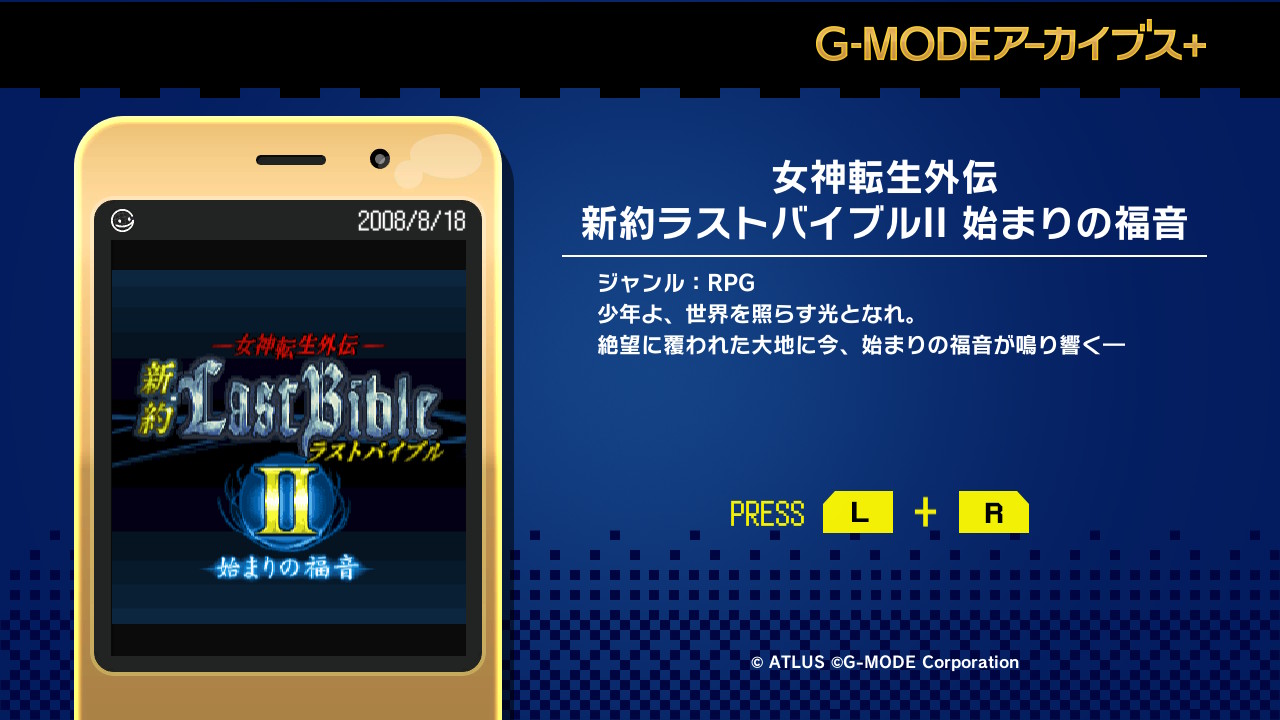 G-MODEアーカイブス+
2008/8/18
女神転生外伝
新約
Last Bible
ラストバイブル
II
始まりの福音
女神転生外伝
新約ラストバイブルII 始まりの福音
ジャンル：RPG
少年よ、世界を照らす光となれ。
絶望に覆われた大地に今、始まりの福音が鳴り響く―
PRESS L + R
© ATLUS ©G-MODE Corporation